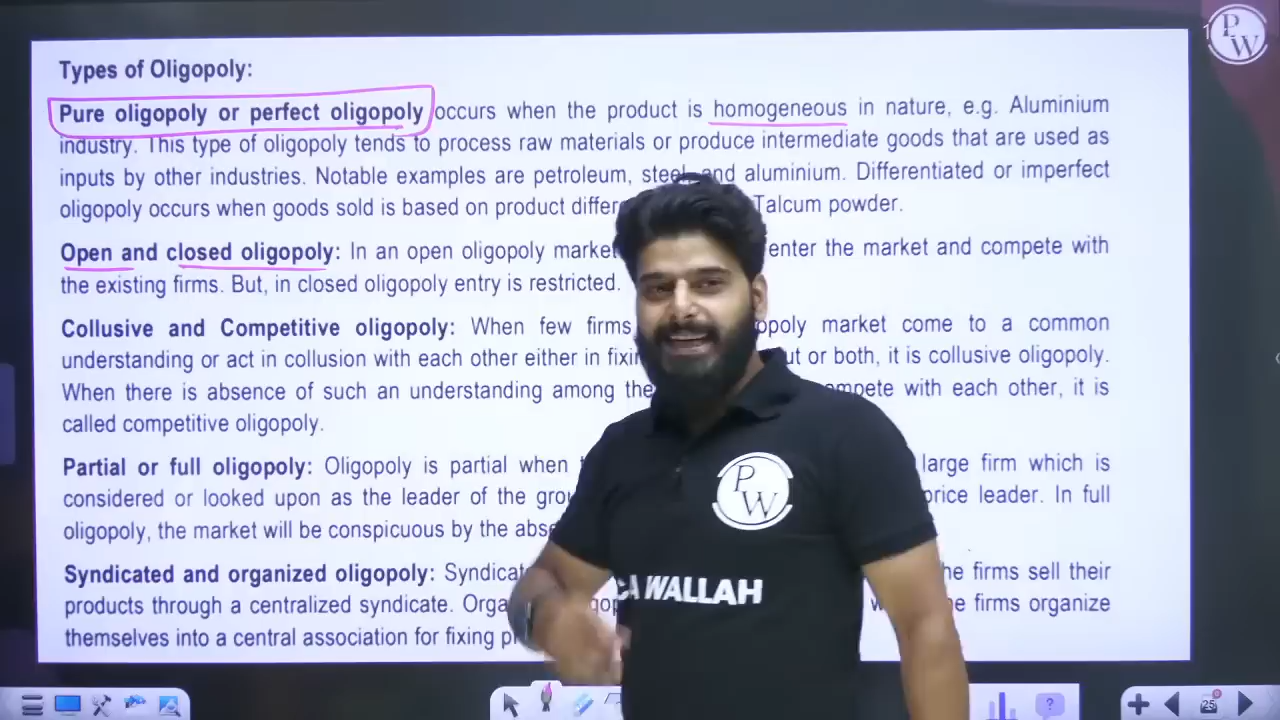 Types of Oligopoly:
Pure oligopoly or perfect oligopoly occurs when the product is homogeneous in nature, e.g. Aluminium
industry. This type of oligopoly tends to process raw materials or produce intermediate goods that are used as
inputs by other industries. Notable examples are petroleum, steel, and aluminium. Differentiated or imperfect
oligopoly occurs when goods sold is based on product Talcum powder.
Open and closed oligopoly: In an open oligopoly market enter the market and compete with
the existing firms. But, in closed oligopoly entry is restricted.
Collusive and Competitive oligopoly: When few firms market come to a common
understanding or act in collusion with each other either in or both, it is collusive oligopoly.
When there is absence of such an understanding among the with each other, it is
called competitive oligopoly.
Partial or full oligopoly: Oligopoly is partial when large firm which is
considered or looked upon as the leader of the price leader. In full
oligopoly, the market will be conspicuous by the
Syndicated and organized oligopoly: the firms sell their
products through a centralized syndicate. firms organize
themselves into a central association for fixing
PW
PW
CA WALLAH
25